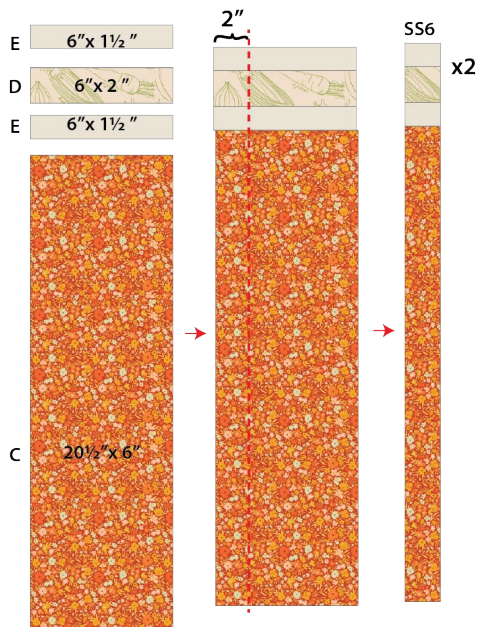 E 6”x 1½ ”
D 6”x 2 ”
E 6”x 1½ ”
C 20½”x 6”
2”
SS6
x2